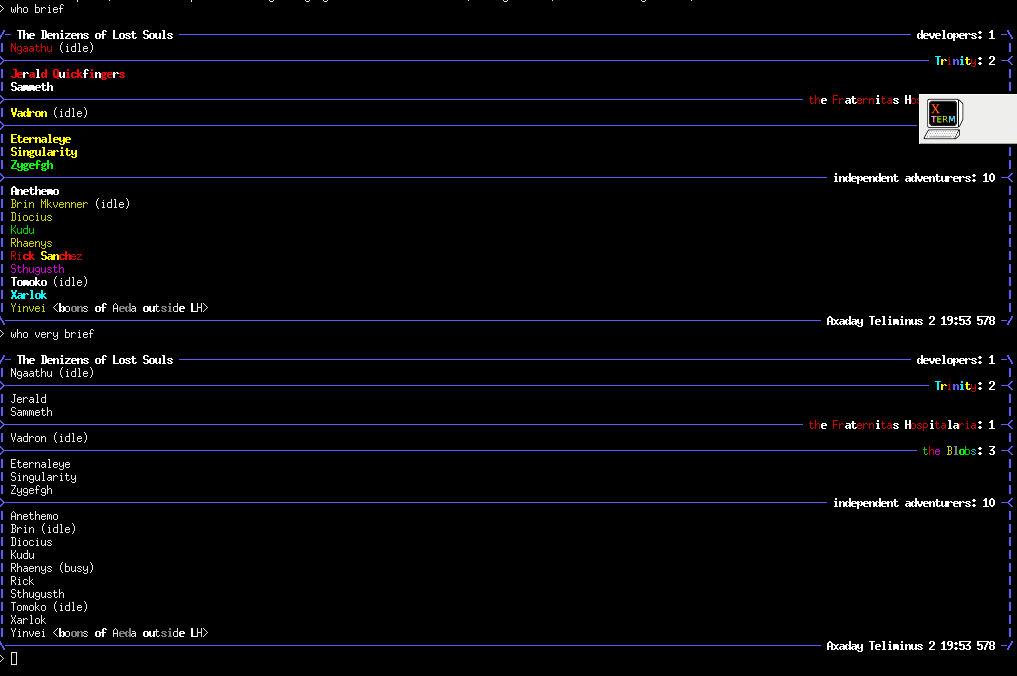 > who brief
The Denizens of Lost Souls developers: 1
Ngaathu (idle)
Trinity: 2
Jerald Quickfingers
Sammeth
the Fraternitas Hos
X
TERM
Vadron (idle)
Eternaleye
Singularity
Zygefgh
independent adventurers: 10
Anethemo
Brin Mkvenner (idle)
Diocius
Kudu
Rhaenys
Rick Sanchez
Sthugusth
Tomoko (idle)
Xarlok
Yinvei <boons of Aeda outside LH>
Axaday Teliminus 2 19:53 578
> who very brief
The Denizens of Lost Souls developers: 1
Ngaathu (idle)
Trinity: 2
Jerald
Sammeth
the Fraternitas Hospitalaria: 1
Vadron (idle)
the Blobs: 3
Eternaleye
Singularity
Zygefgh
independent adventurers: 10
Anethemo
Brin (idle)
Diocius
Kudu
Rhaenys (busy)
Rick
Sthugusth
Tomoko (idle)
Xarlok
Yinvei <boons of Aeda outside LH>
Axaday Teliminus 2 19:53 578
>